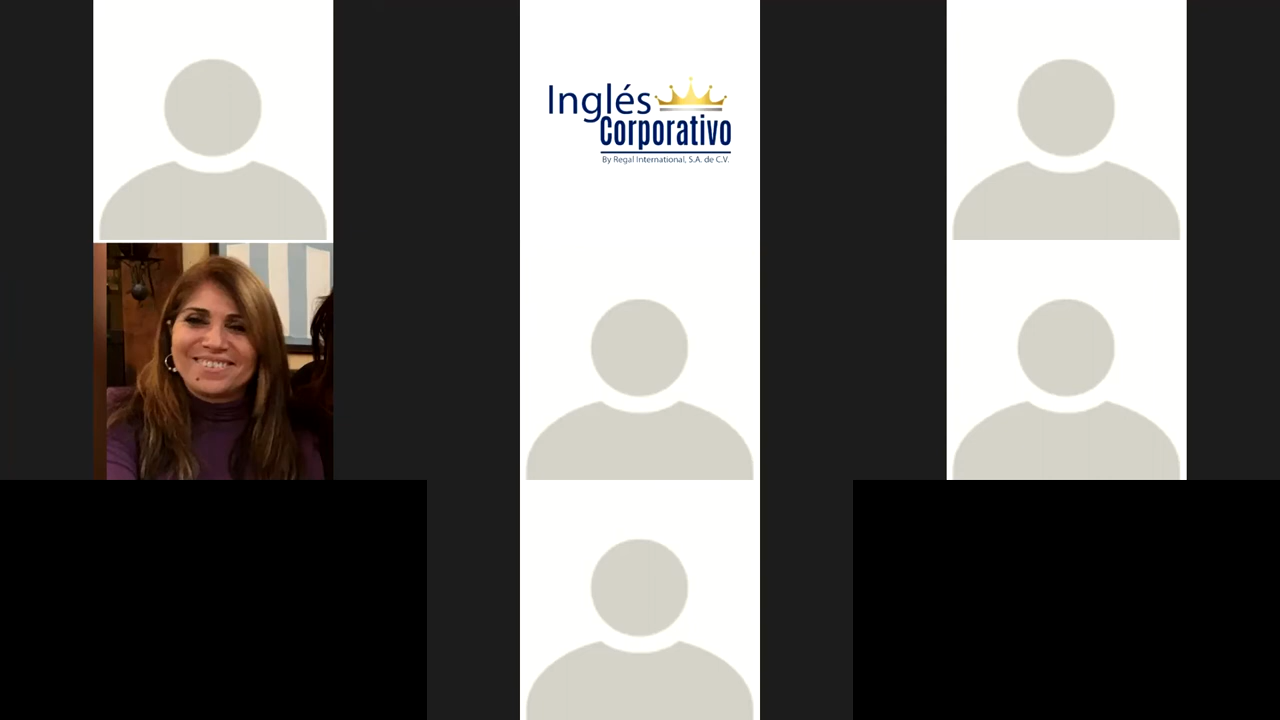 Inglés
Corporativo
By Regal International, S.A. de C.V.